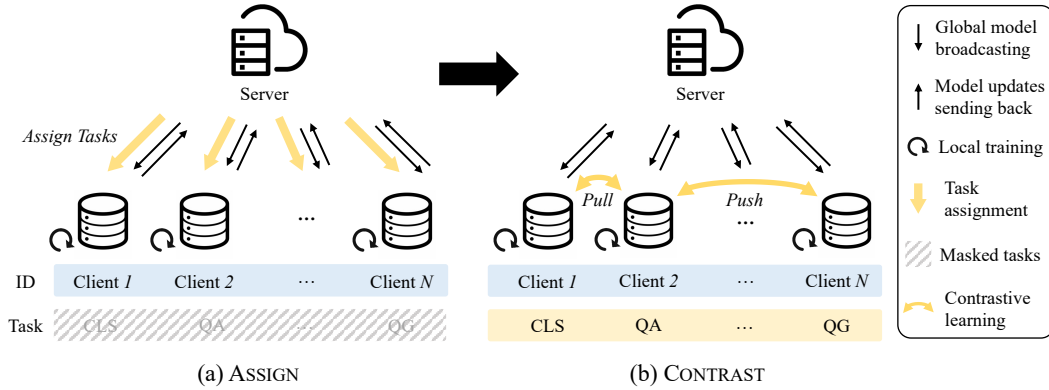 Server
Assign Tasks
...
ID
Client 1
Client 2
...
Client N
Task
CLS
QA
...
QG
(a) ASSIGN
Server
Pull
Push
...
Client 1
Client 2
...
Client N
CLS
QA
...
QG
(b) CONTRAST
Global model
broadcasting
Model updates
sending back
Local training
Task
assignment
Masked tasks
Contrastive
learning